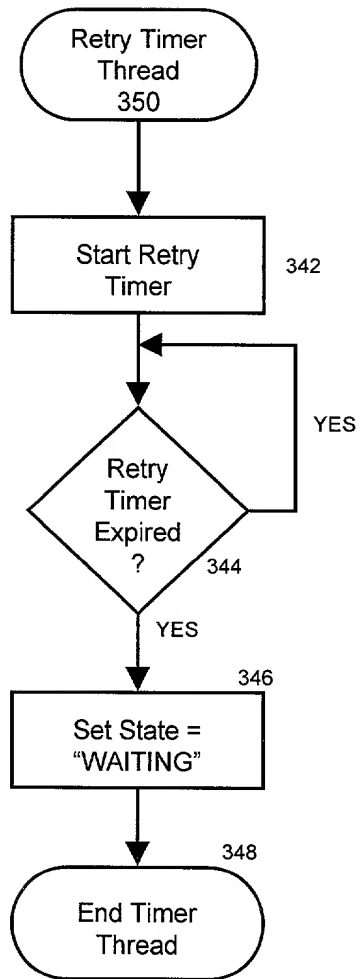 Retry Timer
Thread
350
Start Retry
Timer
342
YES
Retry
Timer
Expired
?
344
YES
346
Set State =
“WAITING”
348
End Timer
Thread